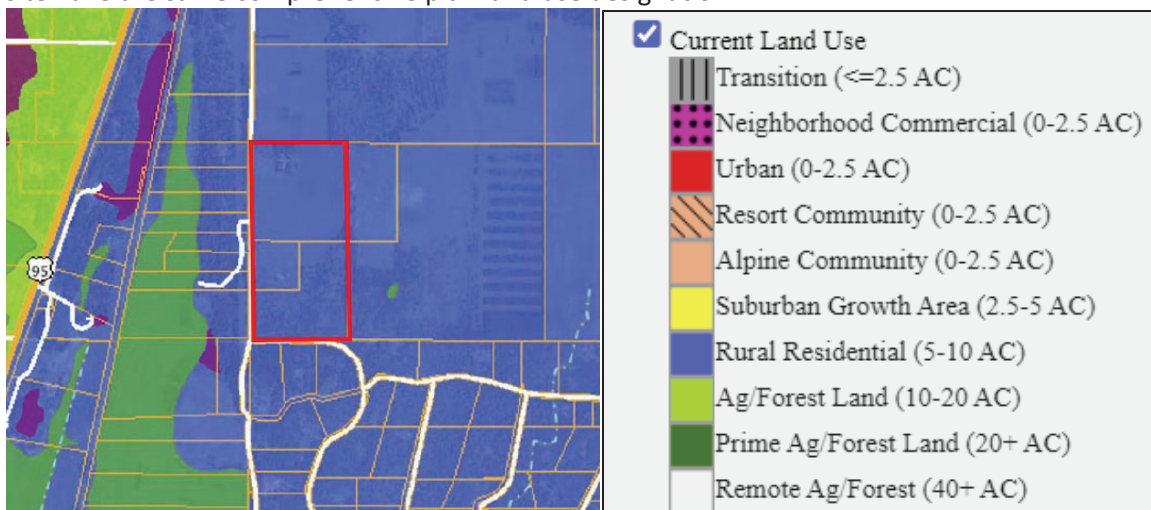 95
Current Land Use
Transition (<=2.5 AC)
Neighborhood Commercial (0-2.5 AC)
Urban (0-2.5 AC)
Resort Community (0-2.5 AC)
Alpine Community (0-2.5 AC)
Suburban Growth Area (2.5-5 AC)
Rural Residential (5-10 AC)
Ag/Forest Land (10-20 AC)
Prime Ag/Forest Land (20+ AC)
Remote Ag/Forest (40+ AC)